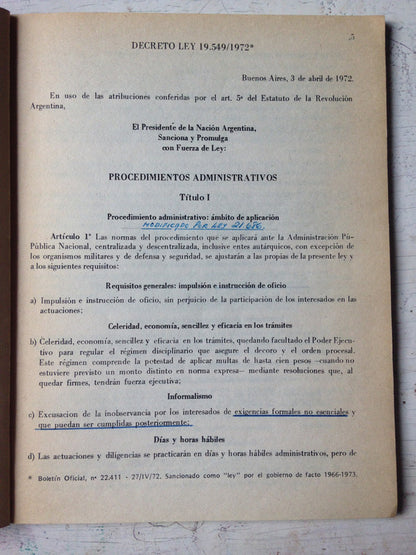 5
DECRETO LEY 19.549/1972*
Buenos Aires, 3 de abril de 1972.
En uso de las atribuciones conferidas por el art. 5º del Estatuto de la Revolución
Argentina,
El Presidente de la Nación Argentina,
Sanciona y Promulga
con Fuerza de Ley:
PROCEDIMIENTOS ADMINISTRATIVOS
Título I
Procedimiento administrativo: ámbito de aplicación
MODIFICADO POR LEY 21.686.
Artículo 1º Las normas del procedimiento que se aplicará ante la Administración Pú-
Pública Nacional, centralizada y descentralizada, inclusive entes autárquicos, con excepción
de los organismos militares y de defensa y seguridad, se ajustarán a las propias de la presente ley y
a los siguientes requisitos:
Requisitos generales: impulsión e instrucción de oficio
a) Impulsión e instrucción de oficio, sin perjuicio de la participación de los interesados en las
actuaciones;
Celeridad, economía, sencillez y eficacia en los trámites
b) Celeridad, economía, sencillez y eficacia en los trámites, quedando facultado el Poder Ejecu-
tivo para regular el régimen disciplinario que asegure el decoro y el orden procesal.
Este régimen comprende la potestad de aplicar multas de hasta cien pesos —cuando no
estuviere previsto un monto distinto en norma expresa— mediante resoluciones que, al
quedar firmes, tendrán fuerza ejecutiva;
Informalismo
c) Excusacion de la inobservancia por los interesados de exigencias formales no esenciales y
que puedan ser cumplidas posteriormente;
Días y horas hábiles
d) Las actuaciones y diligencias se practicarán en días y horas hábiles administrativos, pero de
* Boletín Oficial, nº 22.411 - 27/IV/72. Sancionado como "ley" por el gobierno de facto 1966-1973.